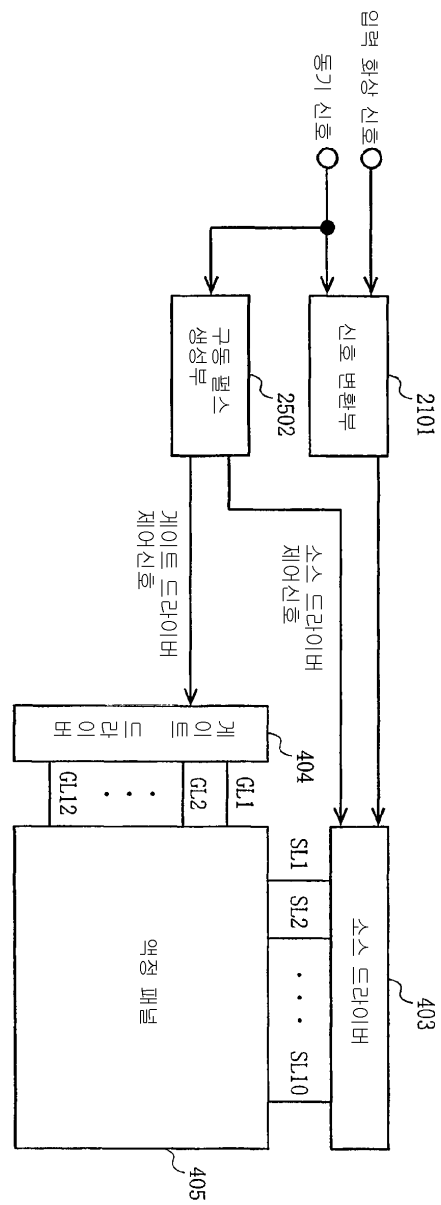 입력 화상 신호
동기 신호
신호 변환부
2101
구동 펄스
생성부
2502
소스 드라이버
제어신호
게이트 드라이버
제어신호
소스 드라이버
403
게이트 드라이버
404
SL1
SL2
· · · ·
SL10
GL1
GL2
· · ·
GL12
액정 패널
405